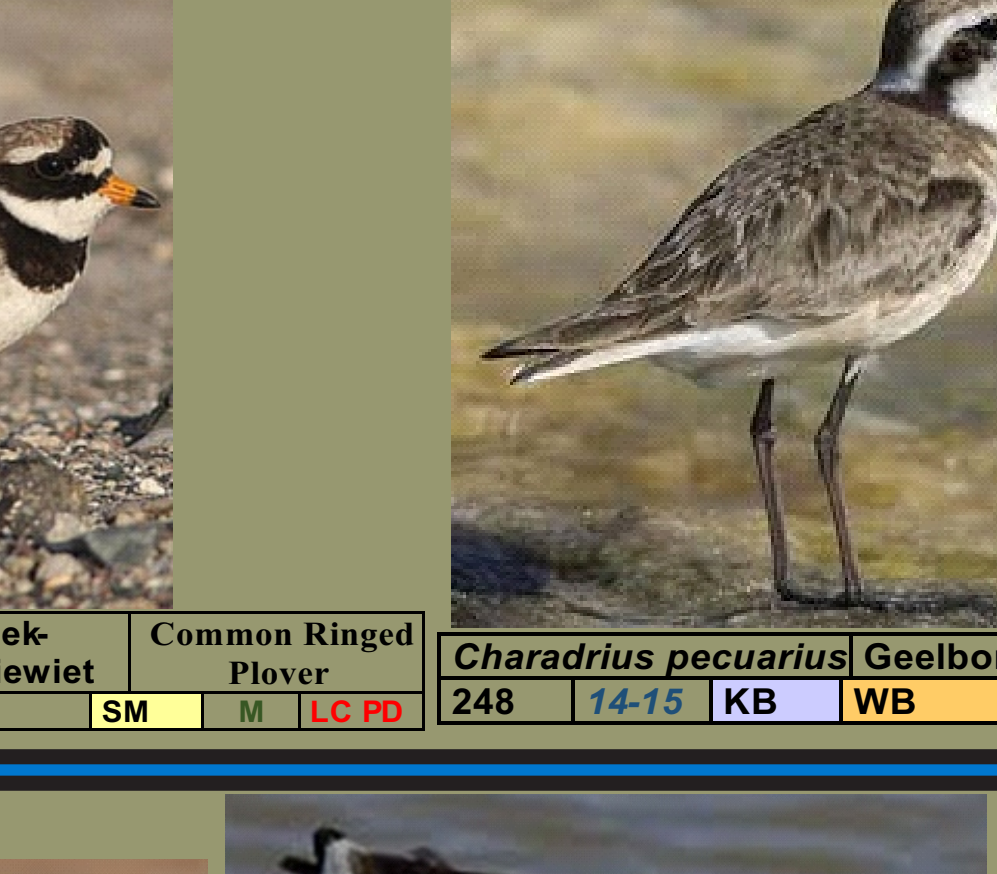 ek-
iewiet
Common Ringed
Plover
SM
M
LC PD
Charadrius pecuarius
Geelbo
248
14-15
KB
WB